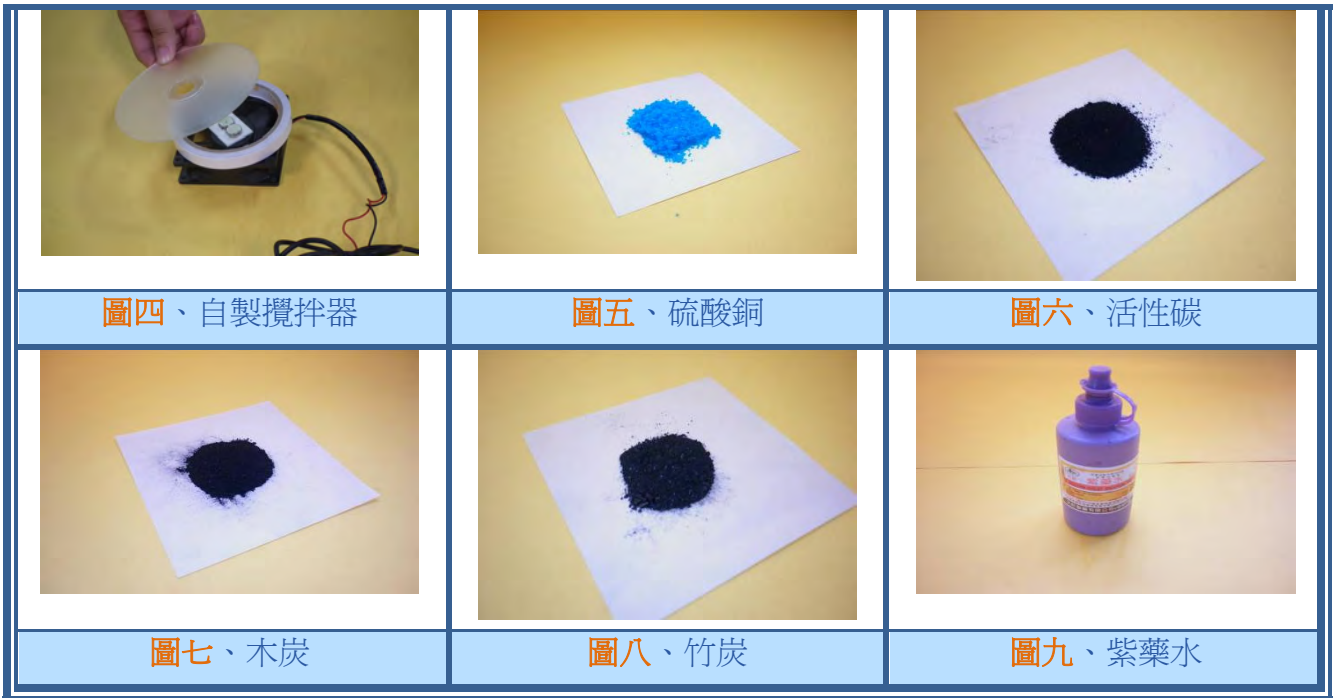 圖四、自製攪拌器
圖五、硫酸銅
圖六、活性碳
圖七、木炭
圖八、竹炭
圖九、紫藥水